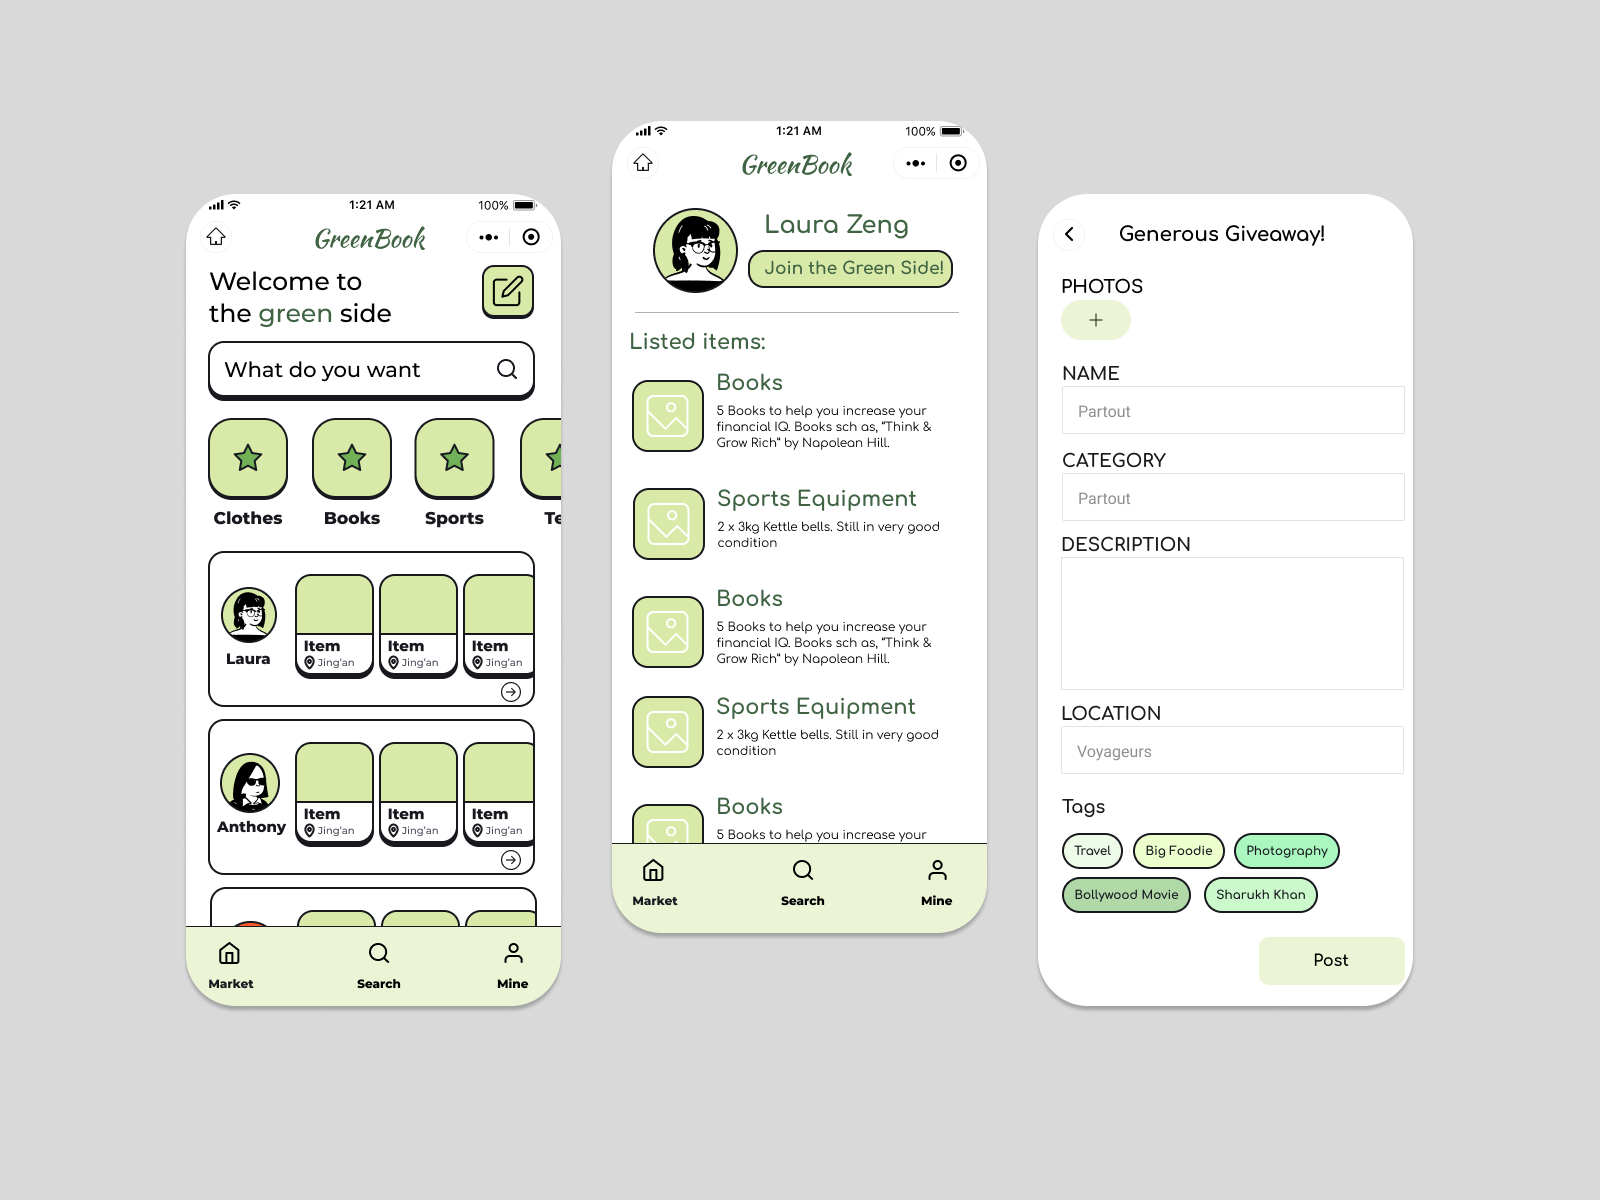 1:21 AM
100%
GreenBook
Welcome to
the green side
What do you want
Clothes
Books
Sports
Te
Laura
Item
Jing'an
Item
Jing'an
Item
Jing'an
Anthony
Item
Jing'an
Item
Jing'an
Item
Jing'an
Market
Search
Mine
1:21 AM
100%
GreenBook
Laura Zeng
Join the Green Side!
Listed items:
Books
5 Books to help you increase your
financial IQ. Books sch as, "Think &
Grow Rich" by Napolean Hill.
Sports Equipment
2 x 3kg Kettle bells. Still in very good
condition
Books
5 Books to help you increase your
financial IQ. Books sch as, "Think &
Grow Rich" by Napolean Hill.
Sports Equipment
2 x 3kg Kettle bells. Still in very good
condition
Books
5 Books to help you increase your
Market
Search
Mine
Generous Giveaway!
PHOTOS
NAME
Partout
CATEGORY
Partout
DESCRIPTION
LOCATION
Voyageurs
Tags
Travel
Big Foodie
Photography
Bollywood Movie
Sharukh Khan
Post